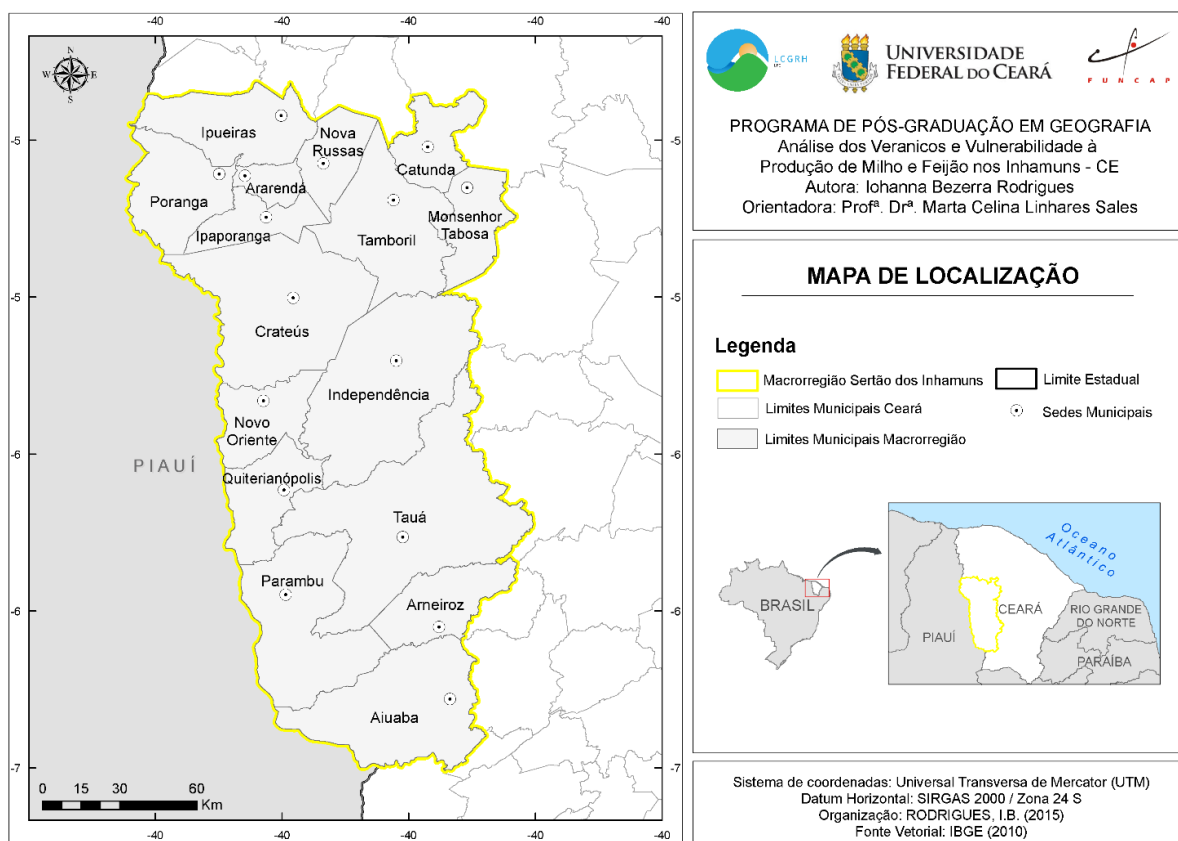 -40 -40 -40 -40 -40
N
W E
S
-5 -5
-5 -5
-6 -6
-6 -6
-7 -7
Ipueiras
Nova
Russas
Catunda
Poranga
Ararendá
Monsenhor
Tabosa
Ipaporanga
Tamboril
Crateús
Independência
Novo
Oriente
PIAUÍ
Quiterianópolis
Tauá
Parambu
Arneiroz
Aiuaba
0 15 30 60
Km
-40 -40 -40 -40 -40
LCGRH
UNIVERSIDADE
FEDERAL DO CEARÁ
FUNCAP
PROGRAMA DE PÓS-GRADUAÇÃO EM GEOGRAFIA
Análise dos Veranicos e Vulnerabilidade à
Produção de Milho e Feijão nos Inhamuns - CE
Autora: Iohanna Bezerra Rodrigues
Orientadora: Profª. Drª. Marta Celina Linhares Sales
MAPA DE LOCALIZAÇÃO
Legenda
Macrorregião Sertão dos Inhamuns
Limite Estadual
Limites Municipais Ceará
Sedes Municipais
Limites Municipais Macrorregião
BRASIL
Oceano
Atlântico
CEARÁ
PIAUÍ
RIO GRANDE
DO NORTE
PARAÍBA
Sistema de coordenadas: Universal Transversa de Mercator (UTM)
Datum Horizontal: SIRGAS 2000 / Zona 24 S
Organização: RODRIGUES, I.B. (2015)
Fonte Vetorial: IBGE (2010)